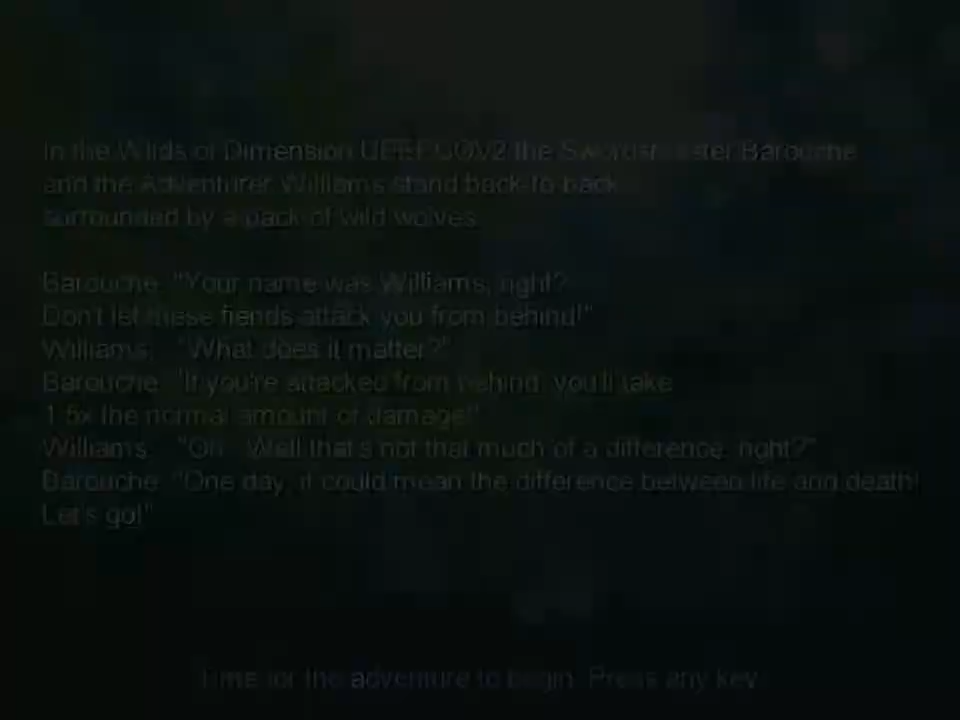 In the Wilds of Dimension the Swordsmaster Barouche
and the Adventurer Williams stand back to back
surrounded by a pack of wild wolves.
Barouche: "Your name was Williams, right?
Don't let these fiends attack you from behind!"
Williams: "What does it matter?"
Barouche: "If you're attacked from behind, you'll take
1.5x the normal amount of damage!"
Williams: "Oh... Well that's not that much of a difference, right?"
Barouche: "One day, it could mean the difference between life and death!
Let's go!"
Time for the adventure to begin. Press any key.